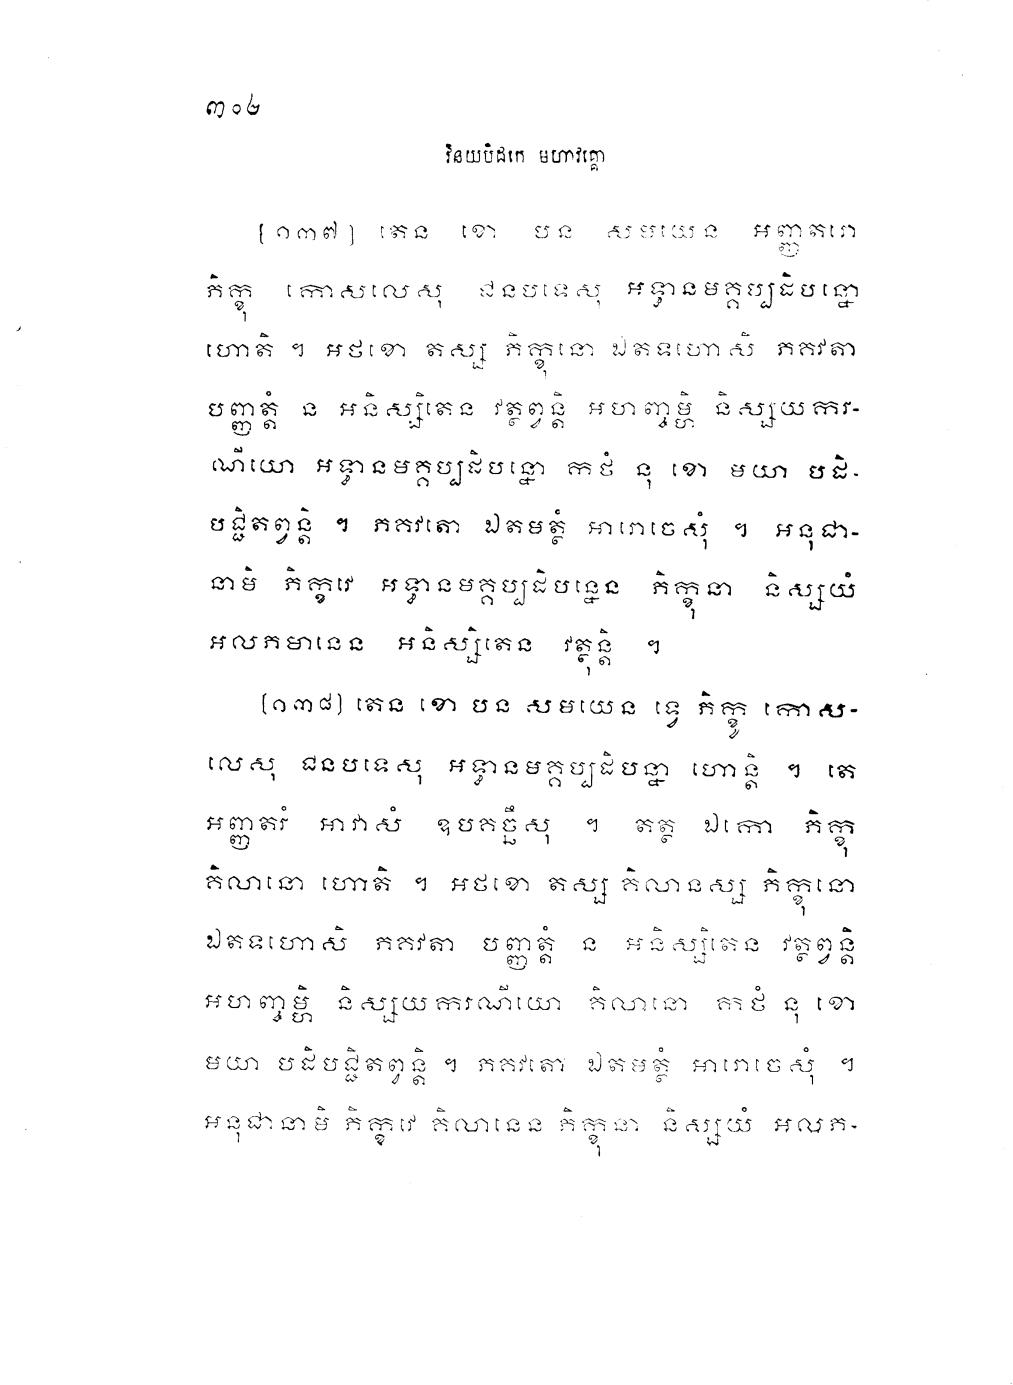 ៣០៤
វិនយបិដកេ មហាវគ្គោ
[១៣៧] តេន ខោ បន សមយេន អញ្ញតរោ
ភិក្ខុ កោសលេសុ ជនបទេសុ អទ្ធានមគ្គប្បដិបន្នោ
ហោតិ ។ អថខោ តស្ស ភិក្ខុនោ ឯតទហោសិ ភគវតា
បញ្ញត្តំ ន អនិស្សិតេន វត្ថព្វន្តិ អហញ្ចម្ហិ និស្សយករ-
ណីយោ អទ្ធានមគ្គប្បដិបន្នោ កថំ នុ ខោ មយា បដិ-
បជ្ជិតព្វន្តិ ។ ភគវតោ ឯតមត្ថំ អារោចេសុំ ។ អនុជា-
នាមិ ភិក្ខវេ អទ្ធានមគ្គប្បដិបន្នេន ភិក្ខុនា និស្សយំ
អលភមានេន អនិស្សិតេន វត្ថុន្តិ ។
[១៣៨] តេន ខោ បន សមយេន ទ្វេ ភិក្ខូ កោស-
លេសុ ជនបទេសុ អទ្ធានមគ្គប្បដិបន្នា ហោន្តិ ។ តេ
អញ្ញតរំ អាវាសំ ឧបគច្ឆឹសុ ។ តត្ថ ឯកោ ភិក្ខុ
គិលានោ ហោតិ ។ អថខោ តស្ស គិលានស្ស ភិក្ខុនោ
ឯតទហោសិ ភគវតា បញ្ញត្តំ ន អនិស្សិតេន វត្ថព្វន្តិ
អហញ្ចម្ហិ និស្សយករណីយោ គិលានោ កថំ នុ ខោ
មយា បដិបជ្ជិតព្វន្តិ ។ ភគវតោ ឯតមត្ថំ អារោចេសុំ ។
អនុជានាមិ ភិក្ខវេ គិលានេន ភិក្ខុនា និស្សយំ អលភ-